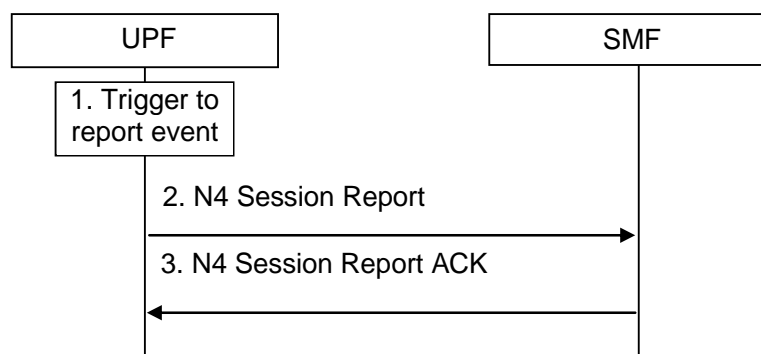 UPF
SMF
1. Trigger to
report event
2. N4 Session Report
3. N4 Session Report ACK